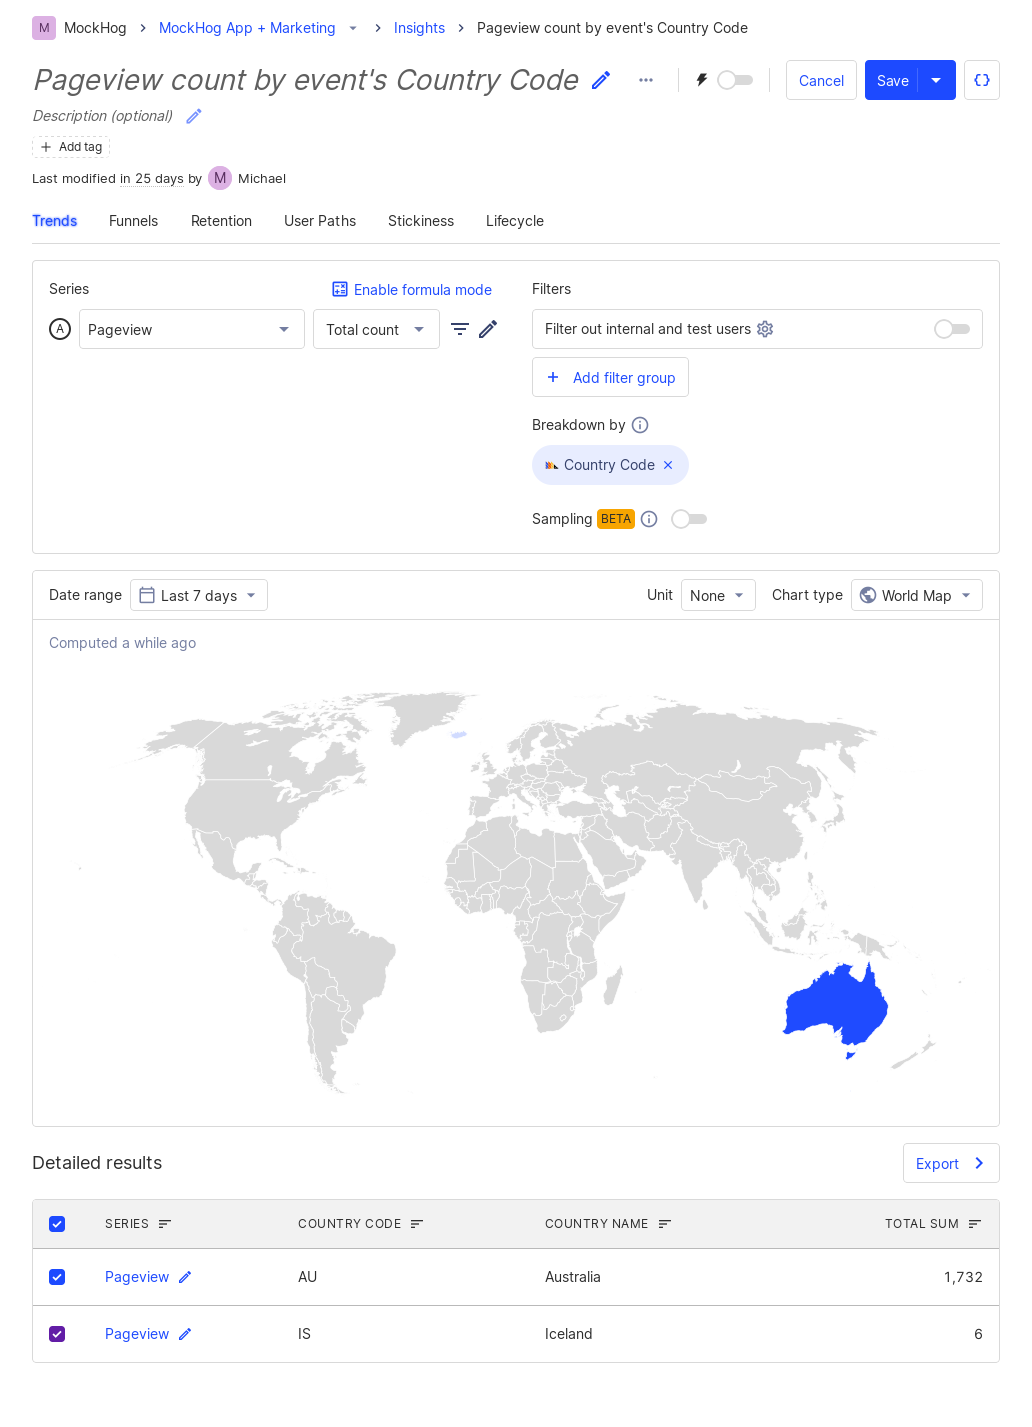 M MockHog MockHog App + Marketing Insights Pageview count by event's Country Code
Pageview count by event's Country Code Cancel Save
Description (optional)
Add tag
Last modified in 25 days by M Michael
Trends Funnels Retention User Paths Stickiness Lifecycle
Series Enable formula mode Filters
A Pageview Total count Filter out internal and test users
Add filter group
Breakdown by
Country Code
Sampling BETA
Date range Last 7 days Unit None Chart type World Map
Computed a while ago
Detailed results Export
SERIES COUNTRY CODE COUNTRY NAME TOTAL SUM
Pageview AU Australia 1,732
Pageview IS Iceland 6